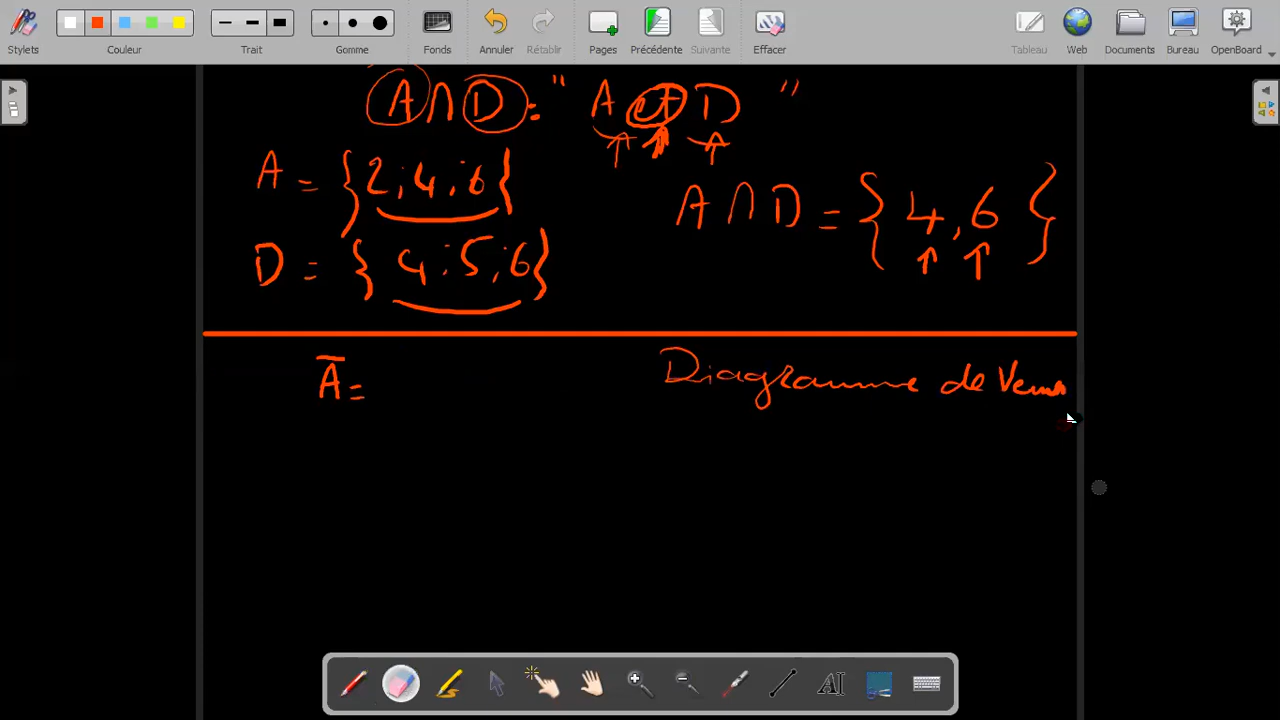 Stylets Couleur Trait Gomme Fonds Annuler Rétablir Pages Précédente Suivante Effacer Tableau Web Documents Bureau OpenBoard
A∩D: " A et D "
A = {2;4;6}
A∩D = {4,6}
D = {4;5;6}
Ā =
Diagramme de Venn
AI